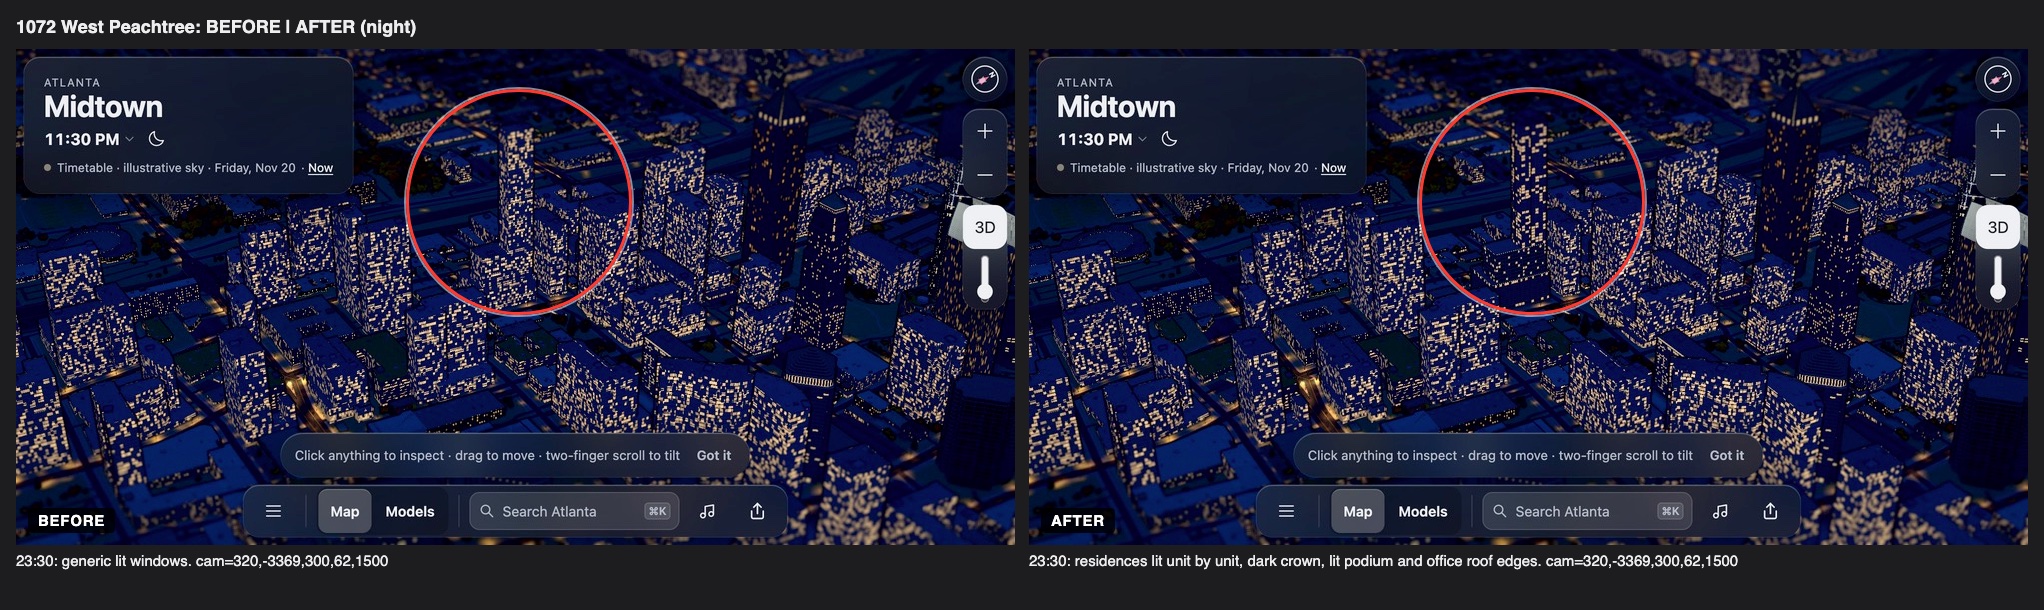 1072 West Peachtree: BEFORE | AFTER (night)
ATLANTA
Midtown
11:30 PM
Timetable · illustrative sky · Friday, Nov 20 · Now
3D
Click anything to inspect · drag to move · two-finger scroll to tilt Got it
Map Models Search Atlanta ⌘K
BEFORE
23:30: generic lit windows. cam=320,-3369,300,62,1500
ATLANTA
Midtown
11:30 PM
Timetable · illustrative sky · Friday, Nov 20 · Now
3D
Click anything to inspect · drag to move · two-finger scroll to tilt Got it
Map Models Search Atlanta ⌘K
AFTER
23:30: residences lit unit by unit, dark crown, lit podium and office roof edges. cam=320,-3369,300,62,1500